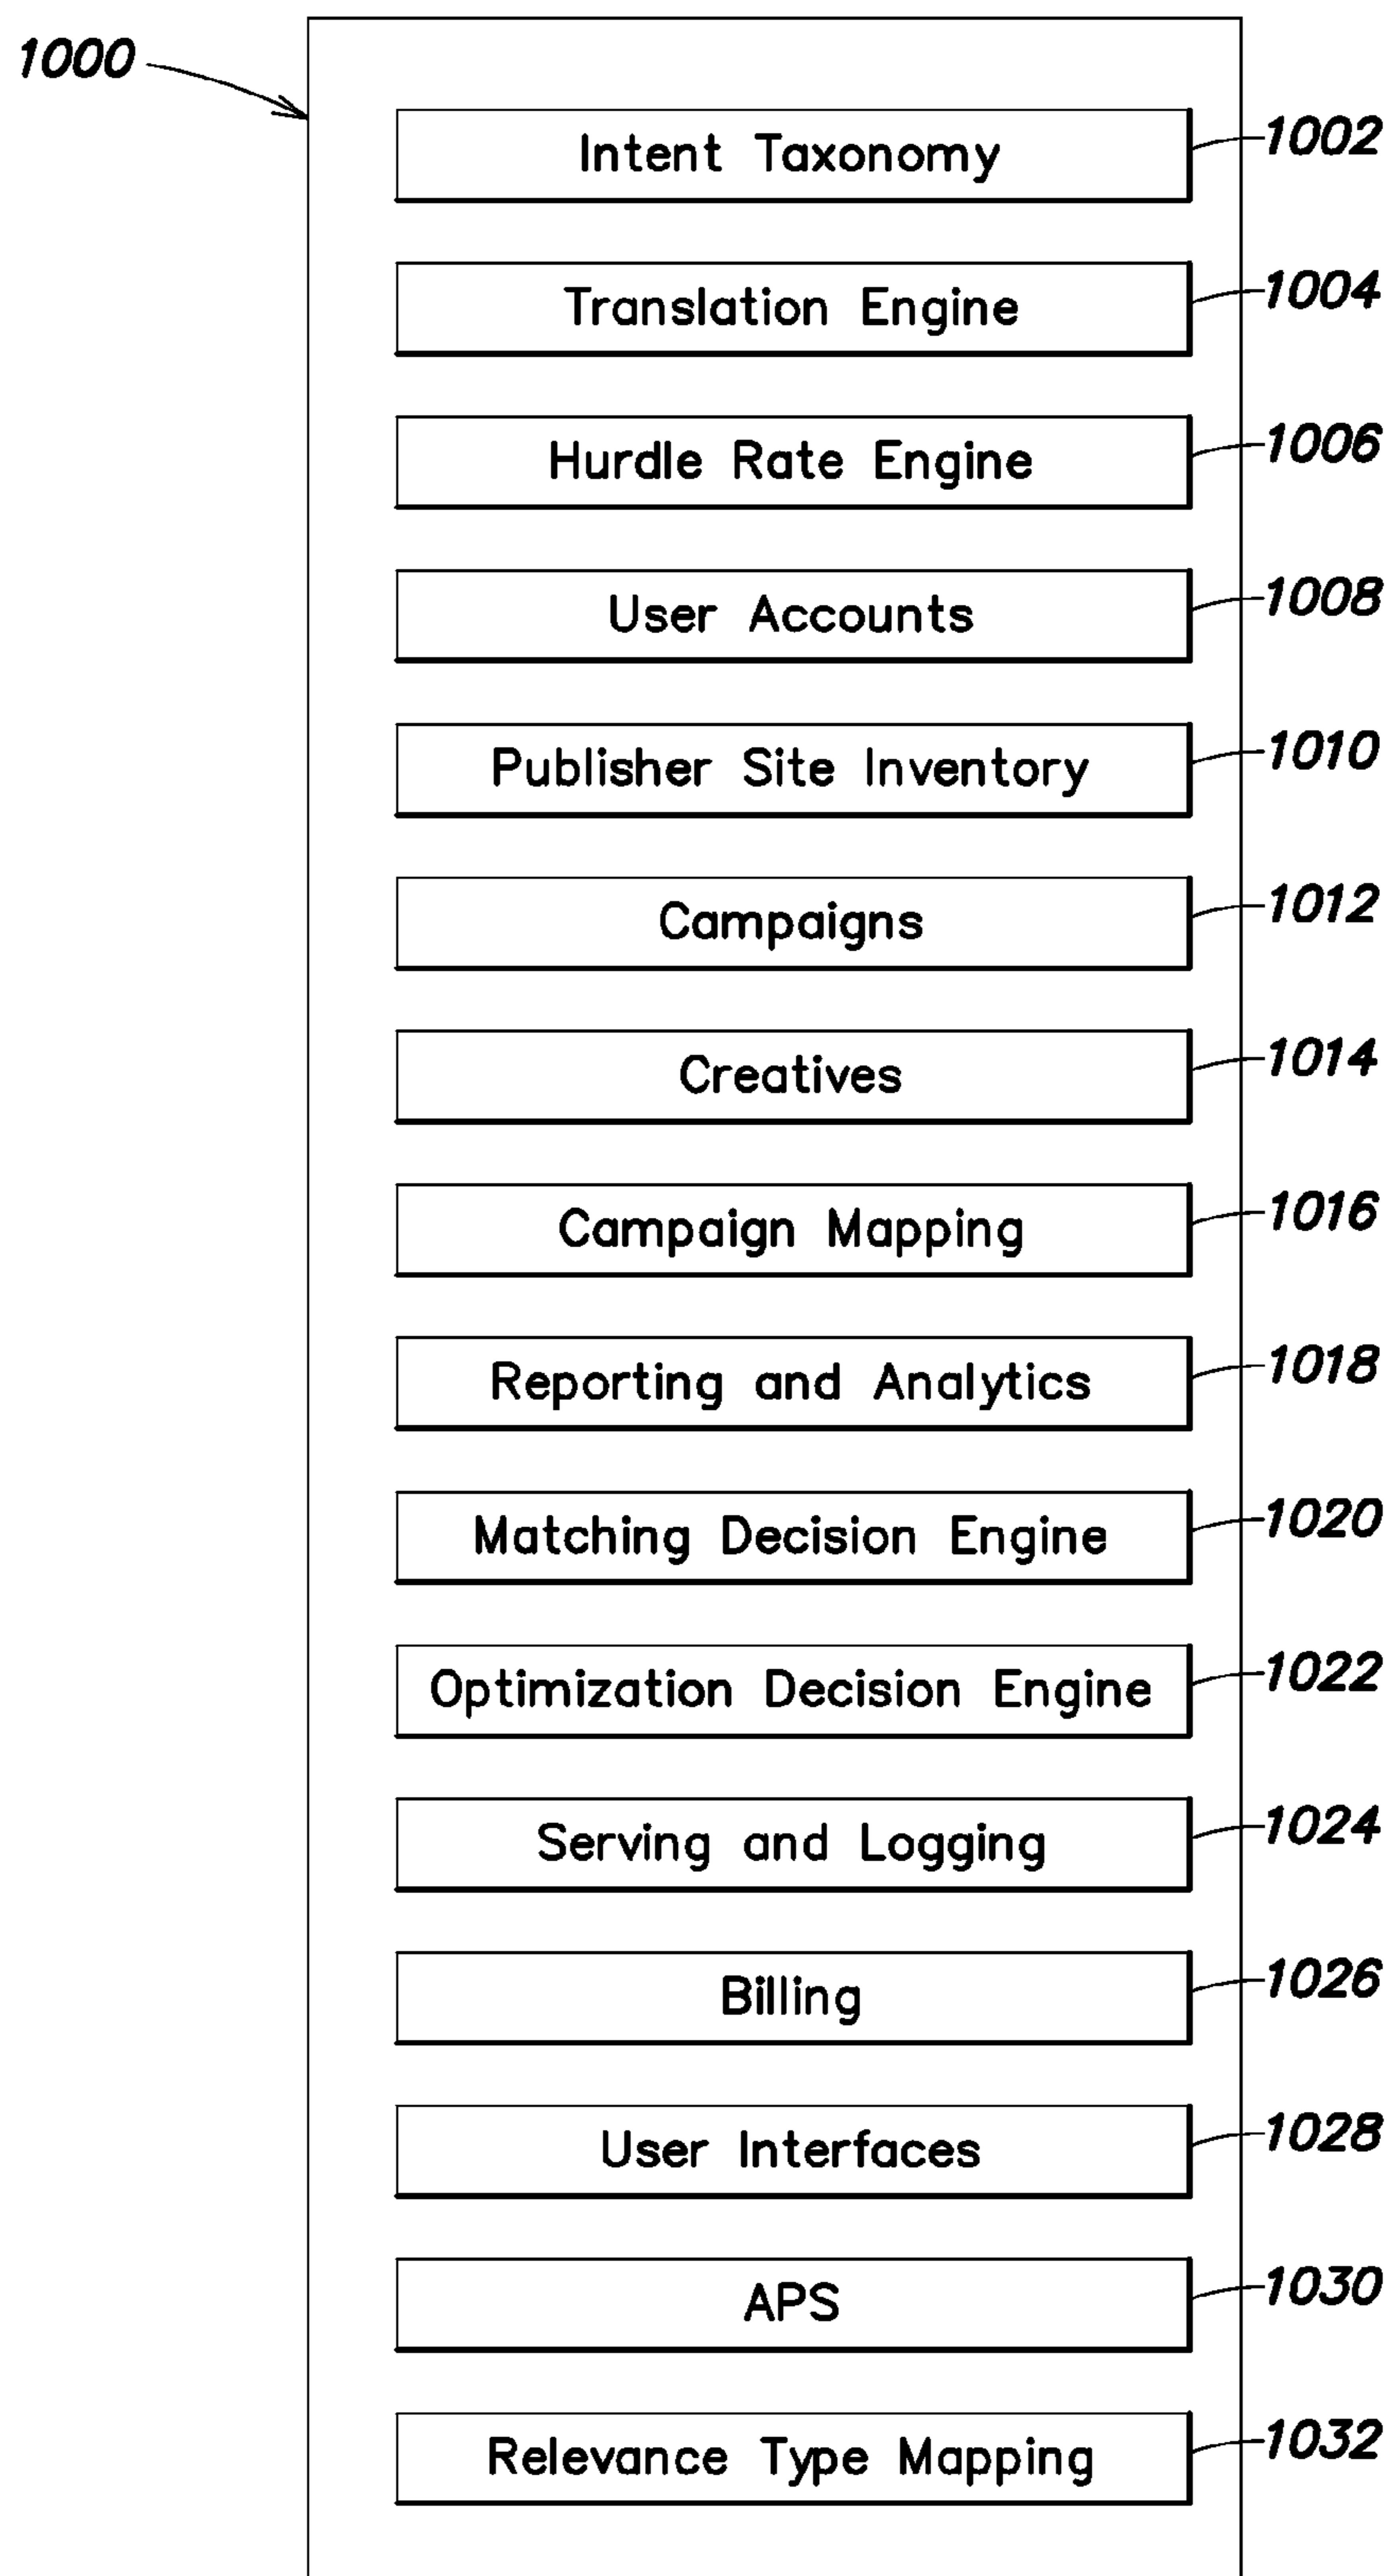 1000
Intent Taxonomy 1002
Translation Engine 1004
Hurdle Rate Engine 1006
User Accounts 1008
Publisher Site Inventory 1010
Campaigns 1012
Creatives 1014
Campaign Mapping 1016
Reporting and Analytics 1018
Matching Decision Engine 1020
Optimization Decision Engine 1022
Serving and Logging 1024
Billing 1026
User Interfaces 1028
APS 1030
Relevance Type Mapping 1032